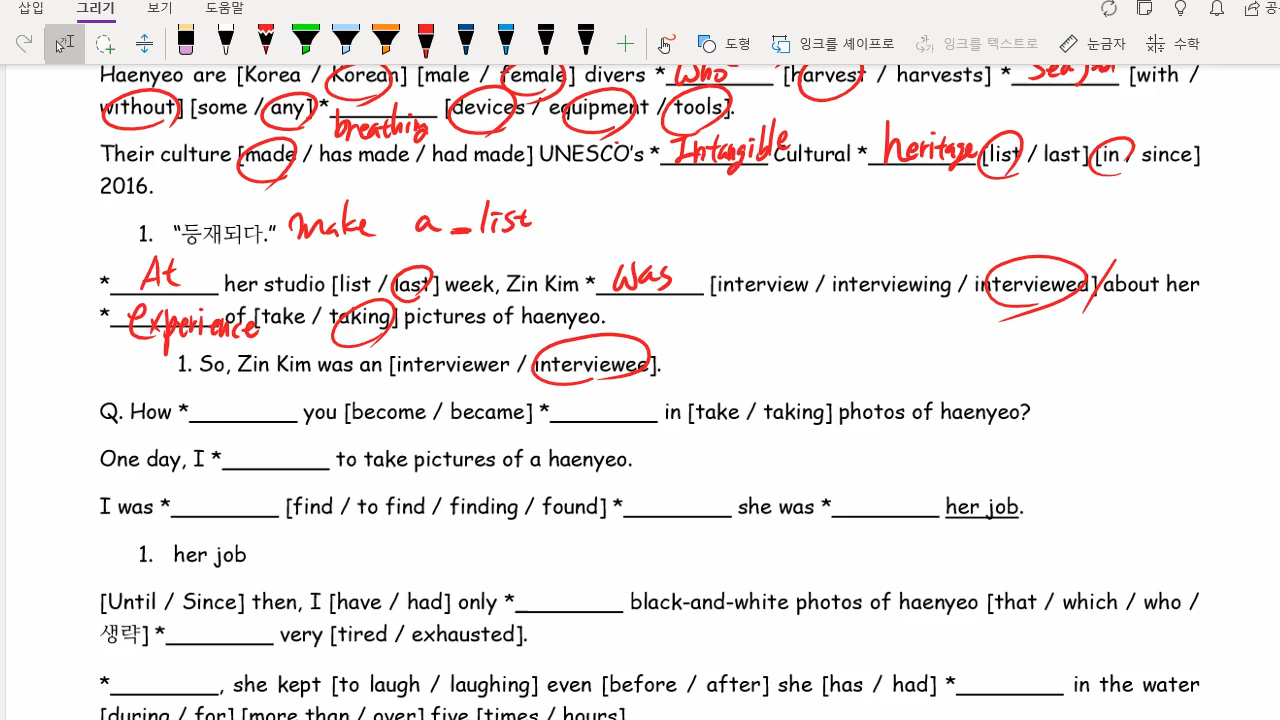 삽입 그리기 보기 도움말
도형 잉크를 셰이프로 잉크를 텍스트로 눈금자 수학
Haenyeo are [Korea / Korean] [male / female] divers *who [harvest / harvests] * [with /
without] [some / any] *breathing [devices / equipment / tools].
Their culture [made / has made / had made] UNESCO's *Intangible Cultural *heritage [list / last] [in / since]
2016.
1. "등재되다." make a list
*At her studio [list / last] week, Zin Kim *was [interview / interviewing / interviewed] about her
*experience of [take / taking] pictures of haenyeo.
1. So, Zin Kim was an [interviewer / interviewee].
Q. How *_________ you [become / became] *_________ in [take / taking] photos of haenyeo?
One day, I *_________ to take pictures of a haenyeo.
I was *_________ [find / to find / finding / found] *_________ she was *_________ her job.
1. her job
[Until / Since] then, I [have / had] only *_________ black-and-white photos of haenyeo [that / which / who /
생략] *_________ very [tired / exhausted].
*_________, she kept [to laugh / laughing] even [before / after] she [has / had] *_________ in the water
[during / for] [more than / over] five [times / hours].